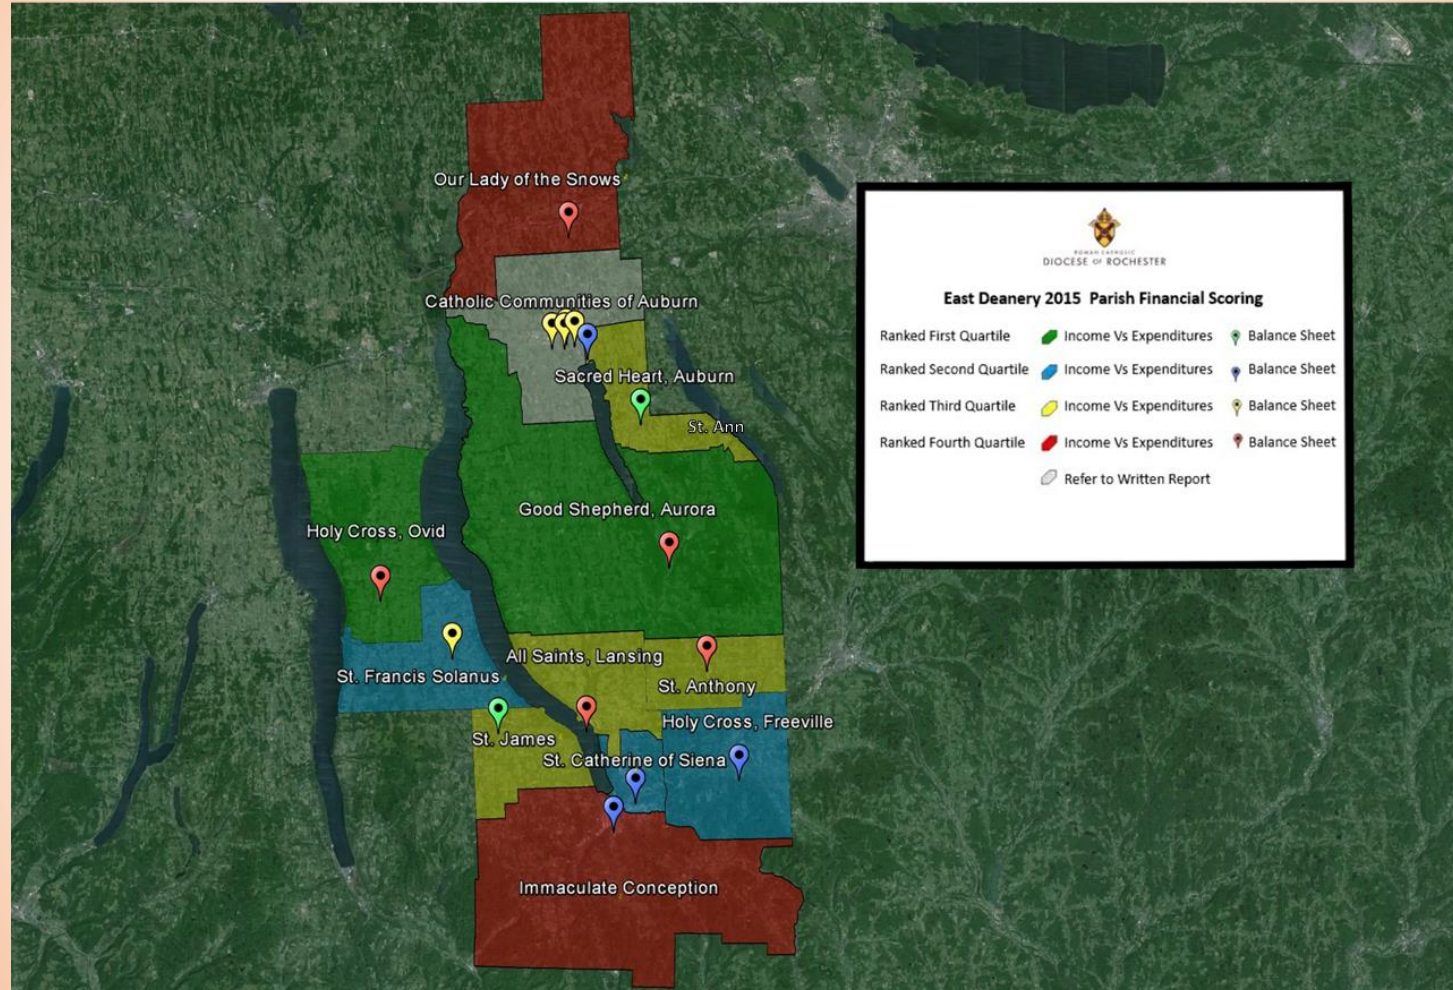 Our Lady of the Snows
Catholic Communities of Auburn
Sacred Heart, Auburn
St. Ann
Good Shepherd, Aurora
Holy Cross, Ovid
All Saints, Lansing
St. Francis Solanus
St. Anthony
Holy Cross, Freeville
St. James
St. Catherine of Siena
Immaculate Conception
ROMAN CATHOLIC
DIOCESE OF ROCHESTER
East Deanery 2015 Parish Financial Scoring
Ranked First Quartile Income Vs Expenditures Balance Sheet
Ranked Second Quartile Income Vs Expenditures Balance Sheet
Ranked Third Quartile Income Vs Expenditures Balance Sheet
Ranked Fourth Quartile Income Vs Expenditures Balance Sheet
Refer to Written Report